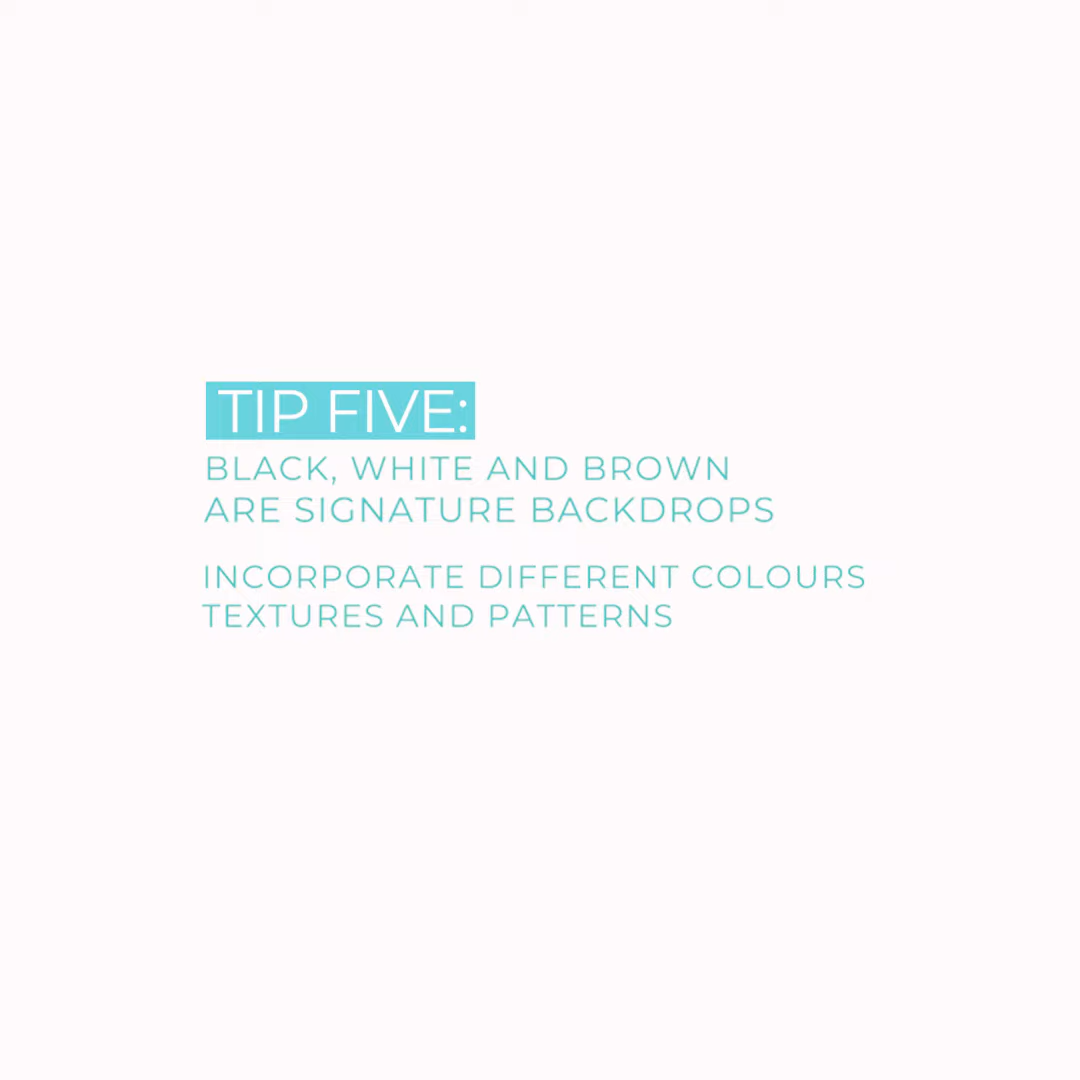 TIP FIVE:
BLACK, WHITE AND BROWN
ARE SIGNATURE BACKDROPS
INCORPORATE DIFFERENT COLOURS
TEXTURES AND PATTERNS